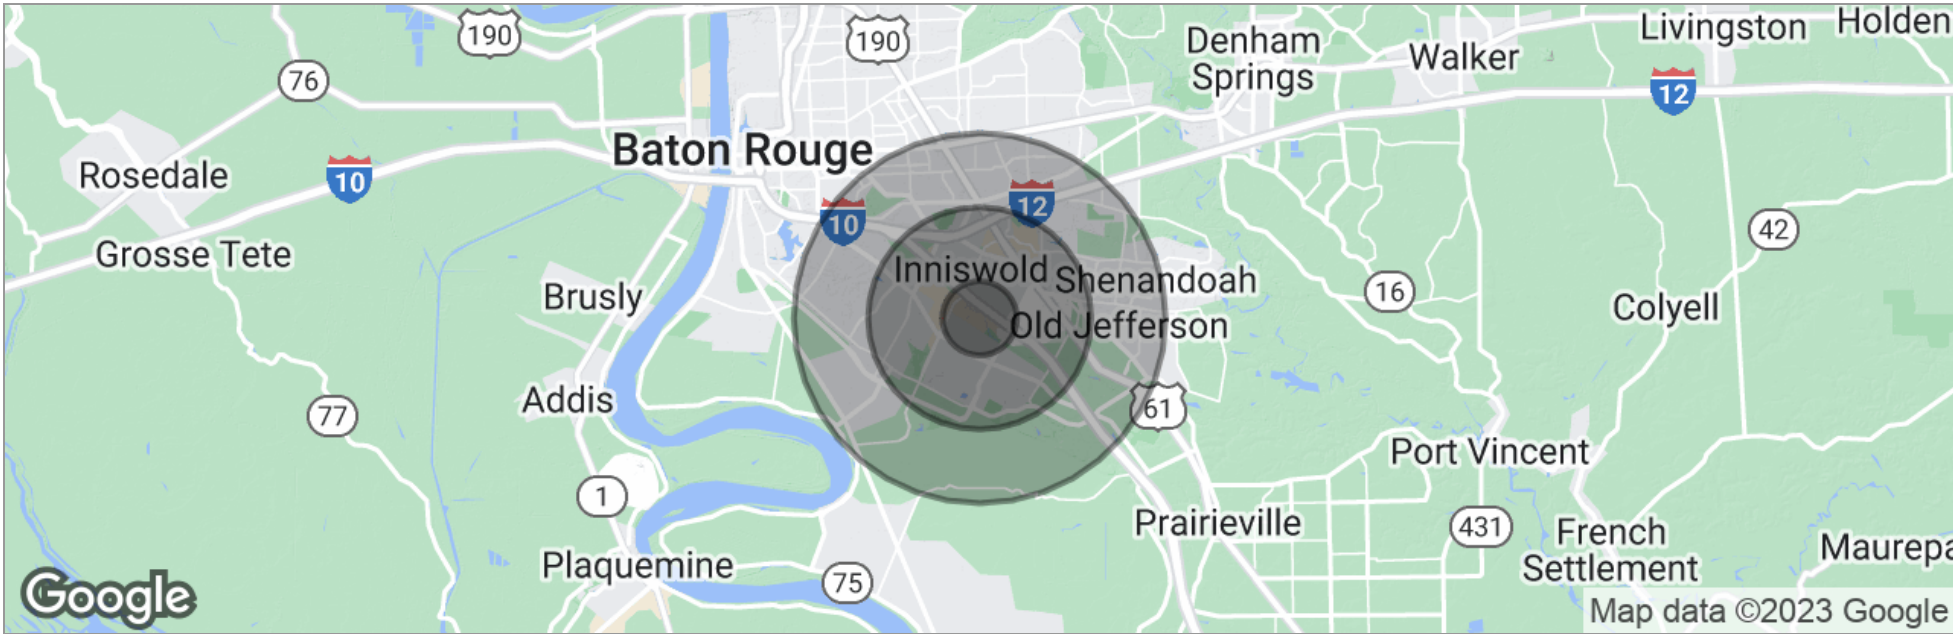 190
190
Denham
Springs
Walker
Livingston
Holden
76
12
Baton Rouge
Rosedale
10
10
12
42
Grosse Tete
Inniswold
Shenandoah
Brusly
16
Colyell
Old Jefferson
Addis
77
61
Port Vincent
1
Prairieville
431
French
Settlement
Maurepa
Plaquemine
75
Google
Map data ©2023 Google